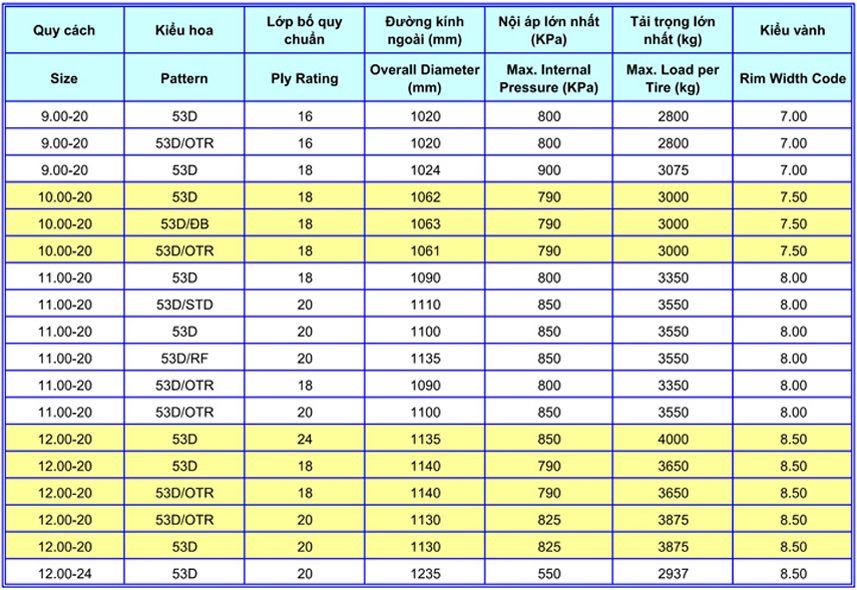 Quy cách Kiểu hoa Lớp bố quy chuẩn Đường kính ngoài (mm) Nội áp lớn nhất (KPa) Tải trọng lớn nhất (kg) Kiểu vành
Size Pattern Ply Rating Overall Diameter (mm) Max. Internal Pressure (KPa) Max. Load per Tire (kg) Rim Width Code
9.00-20 53D 16 1020 800 2800 7.00
9.00-20 53D/OTR 16 1020 800 2800 7.00
9.00-20 53D 18 1024 900 3075 7.00
10.00-20 53D 18 1062 790 3000 7.50
10.00-20 53D/ĐB 18 1063 790 3000 7.50
10.00-20 53D/OTR 18 1061 790 3000 7.50
11.00-20 53D 18 1090 800 3350 8.00
11.00-20 53D/STD 20 1110 850 3550 8.00
11.00-20 53D 20 1100 850 3550 8.00
11.00-20 53D/RF 20 1135 850 3550 8.00
11.00-20 53D/OTR 18 1090 800 3350 8.00
11.00-20 53D/OTR 20 1100 850 3550 8.00
12.00-20 53D 24 1135 850 4000 8.50
12.00-20 53D 18 1140 790 3650 8.50
12.00-20 53D/OTR 18 1140 790 3650 8.50
12.00-20 53D/OTR 20 1130 825 3875 8.50
12.00-20 53D 20 1130 825 3875 8.50
12.00-24 53D 20 1235 550 2937 8.50